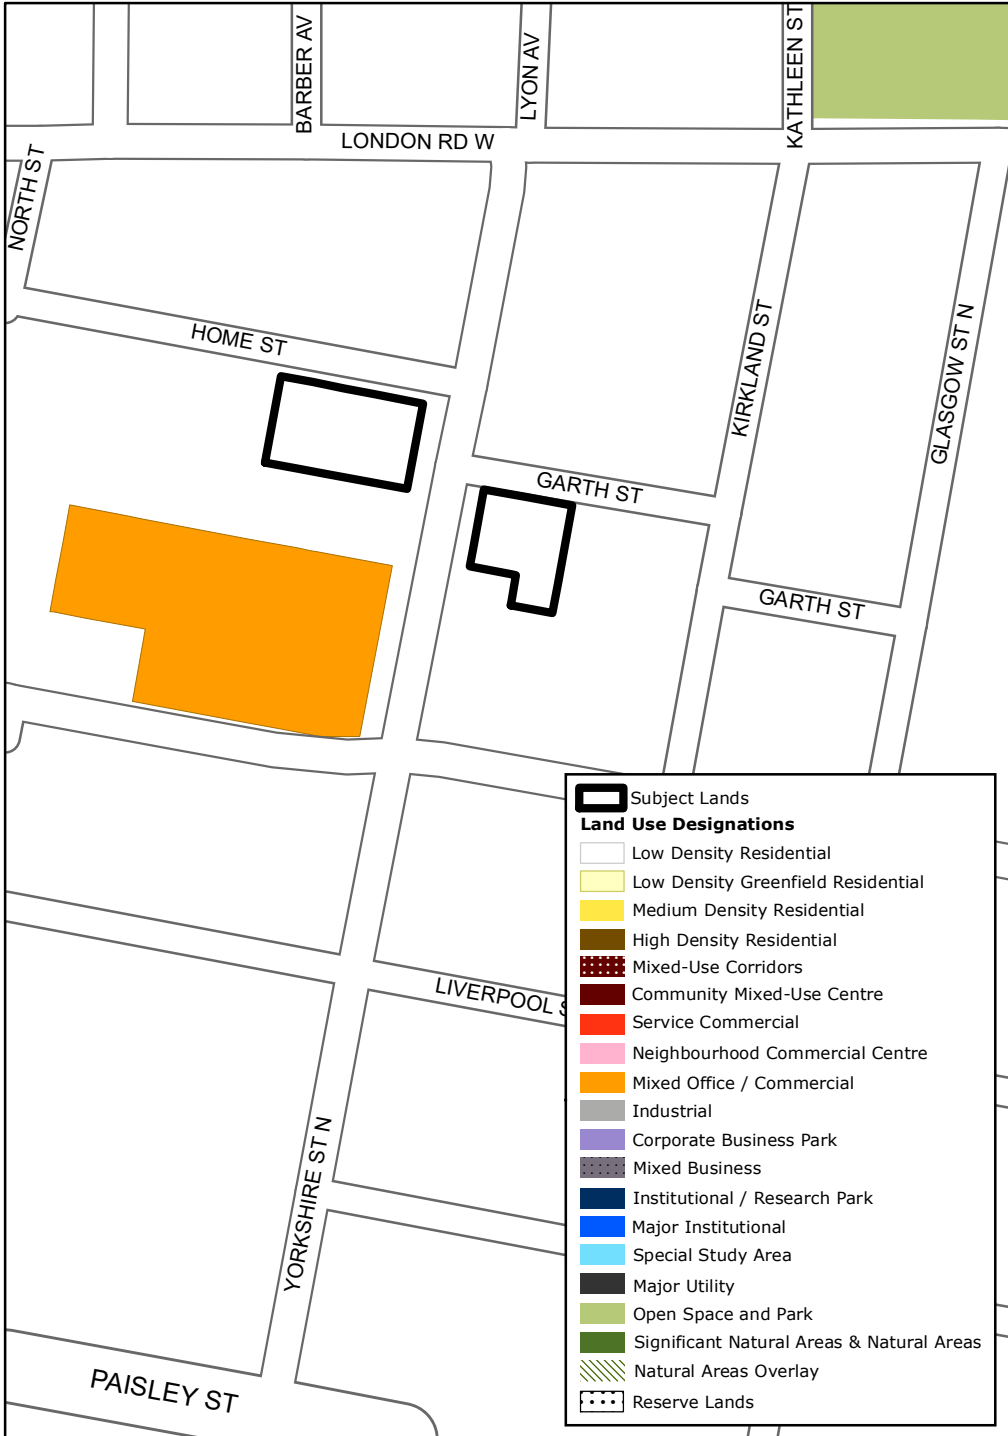 BARBER AV
LYON AV
KATHLEEN ST
LONDON RD W
NORTH ST
HOME ST
KIRKLAND ST
GLASGOW ST N
GARTH ST
GARTH ST
LIVERPOOL S
YORKSHIRE ST N
PAISLEY ST
Subject Lands
Land Use Designations
Low Density Residential
Low Density Greenfield Residential
Medium Density Residential
High Density Residential
Mixed-Use Corridors
Community Mixed-Use Centre
Service Commercial
Neighbourhood Commercial Centre
Mixed Office / Commercial
Industrial
Corporate Business Park
Mixed Business
Institutional / Research Park
Major Institutional
Special Study Area
Major Utility
Open Space and Park
Significant Natural Areas & Natural Areas
Natural Areas Overlay
Reserve Lands